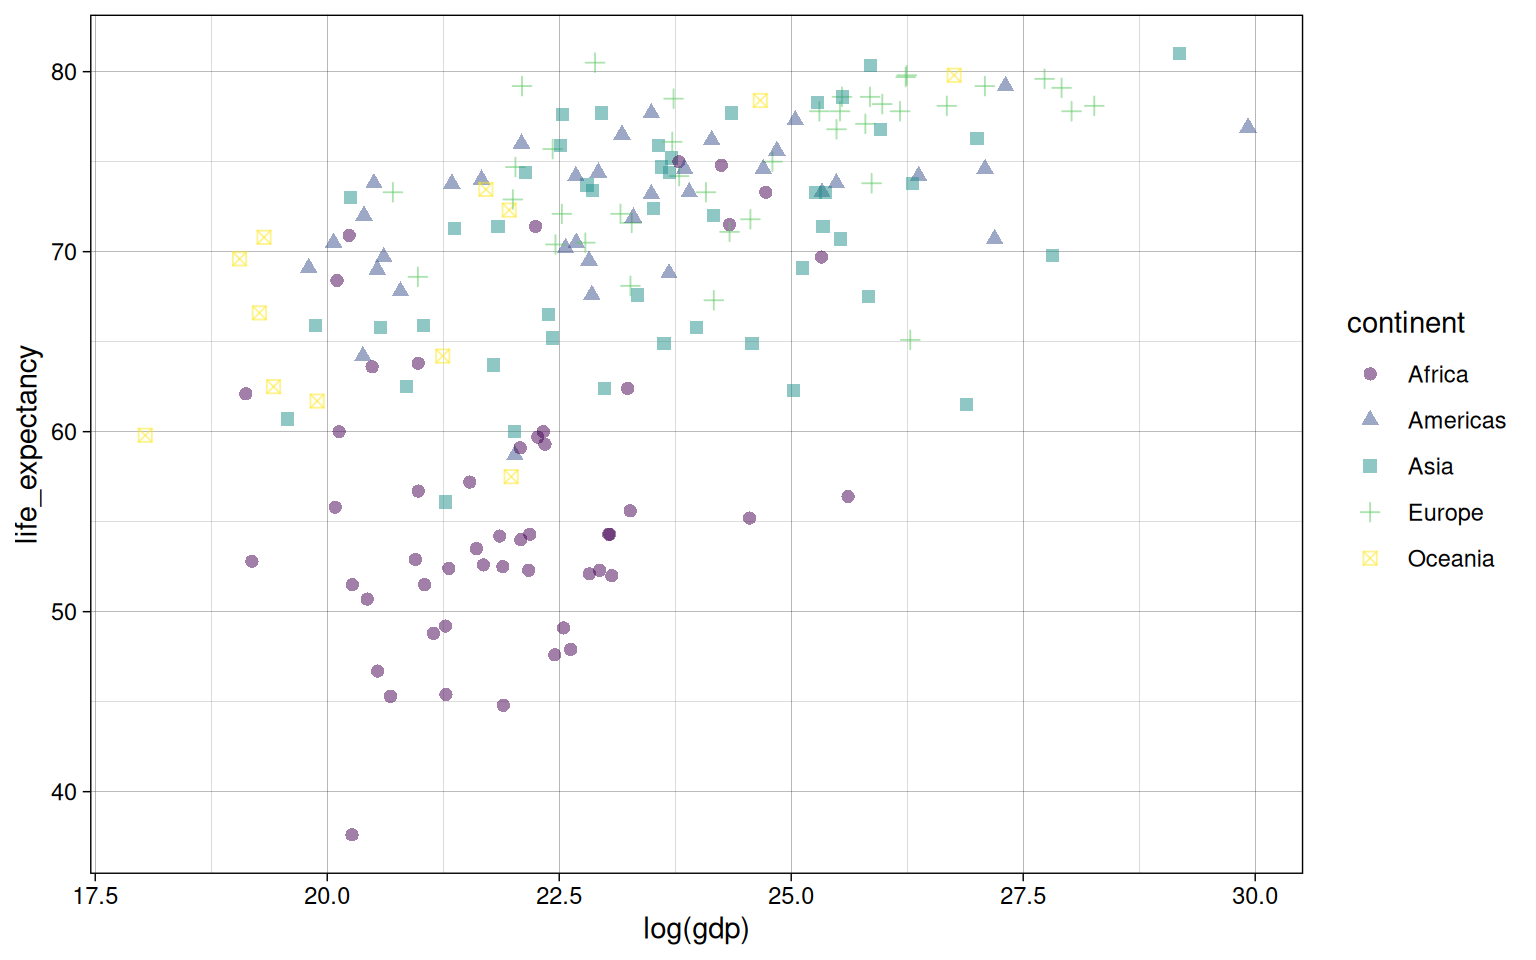 80
70
60
50
40
life_expectancy
17.5 20.0 22.5 25.0 27.5 30.0
log(gdp)
continent
Africa
Americas
Asia
Europe
Oceania